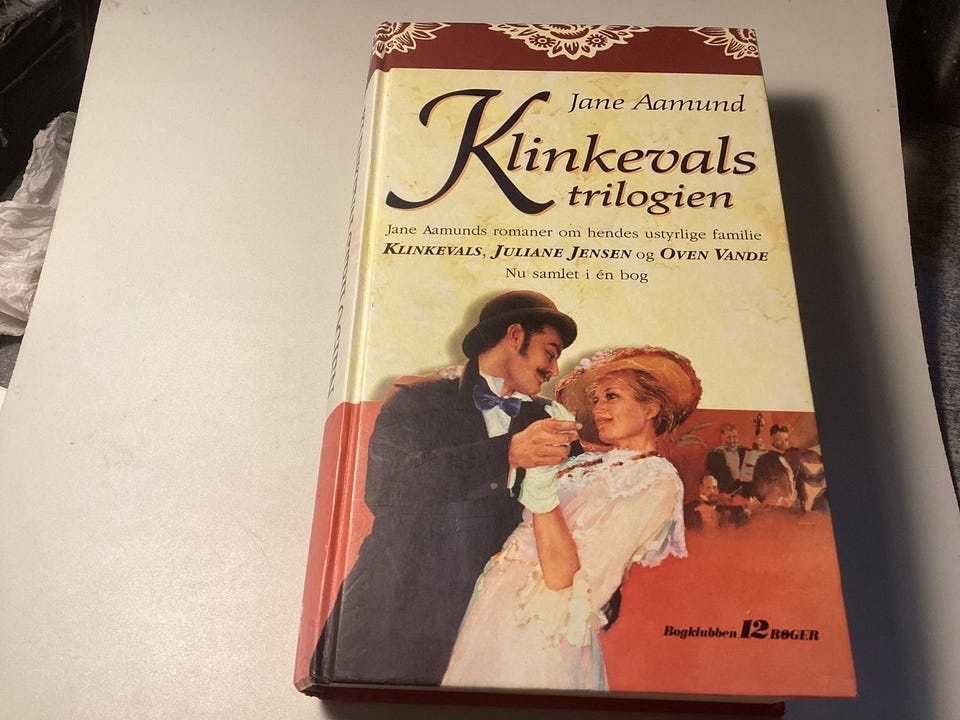 Jane Aamund
Klinkevals
trilogien
Jane Aamunds romaner om hendes ustyrlige familie
KLINKEVALS, JULIANE JENSEN og OVEN VANDE
Nu samlet i én bog
Bogklubben 12 BØGER